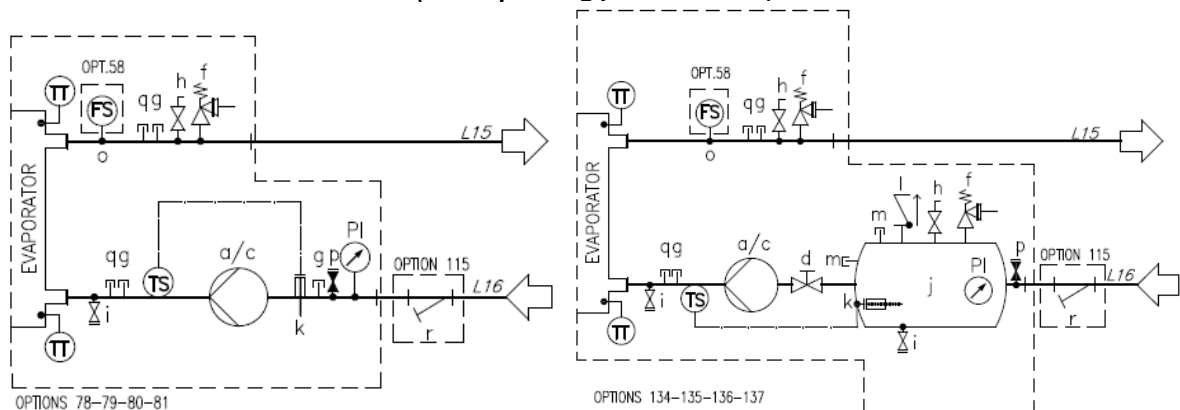 OPT.58
TT
FS
qg
h
f
o
L15
EVAPORATOR
a/c
PI
qg
TS
g p
OPTION 115
L16
i
k
r
TT
OPTIONS 78-79-80-81
OPT.58
TT
FS
qg
h
f
o
L15
EVAPORATOR
l
h
f
m
a/c
qg
d
m
PI
p
OPTION 115
j
L16
TS
k
i
r
i
TT
OPTIONS 134-135-136-137